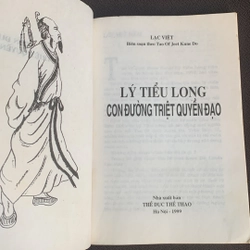 LẠC VIỆT
Biên soạn theo Tao Of Jeet Kune Do
LÝ TIỂU LONG
CON ĐƯỜNG TRIỆT QUYỀN ĐẠO
Nhà xuất bản
THỂ DỤC THỂ THAO
Hà Nội - 1999